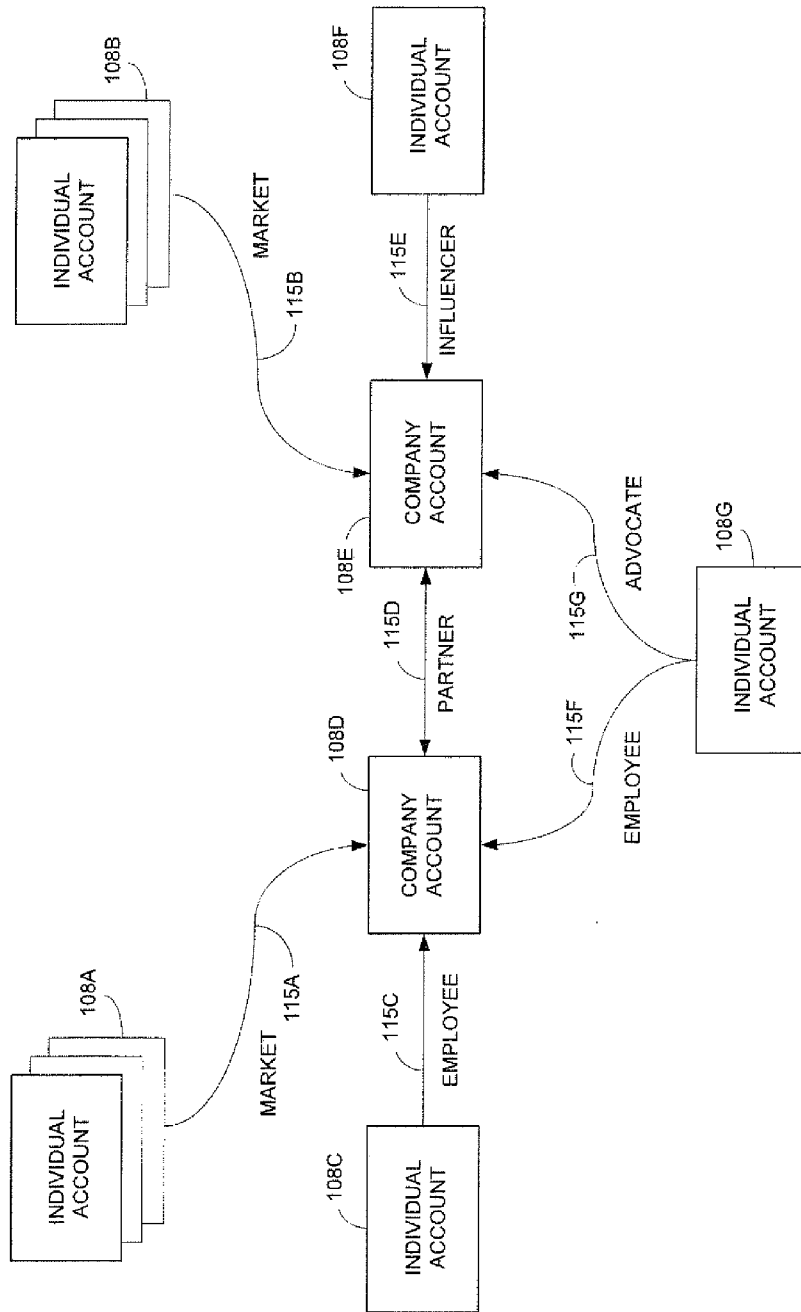 108A
INDIVIDUAL
ACCOUNT
108B
INDIVIDUAL
ACCOUNT
MARKET
115A
MARKET
115B
108C
INDIVIDUAL
ACCOUNT
115C
EMPLOYEE
108D
COMPANY
ACCOUNT
115D
PARTNER
108E
COMPANY
ACCOUNT
115E
INFLUENCER
108F
INDIVIDUAL
ACCOUNT
115F
EMPLOYEE
115G
ADVOCATE
108G
INDIVIDUAL
ACCOUNT